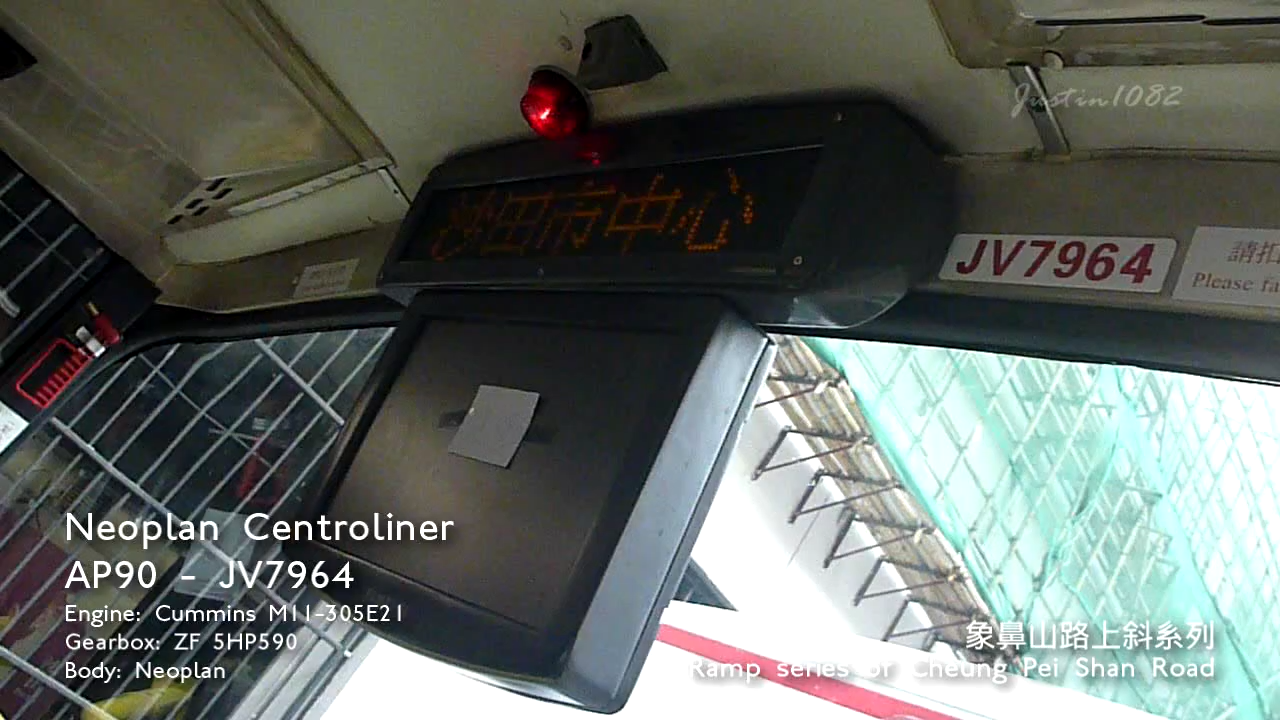 Justin1082
沙田市中心
JV7964
請扣
Please fa
Neoplan Centroliner
AP90 - JV7964
Engine: Cummins M11-305E21
Gearbox: ZF 5HP590
Body: Neoplan
象鼻山路上斜系列
Ramp series of Cheung Pei Shan Road